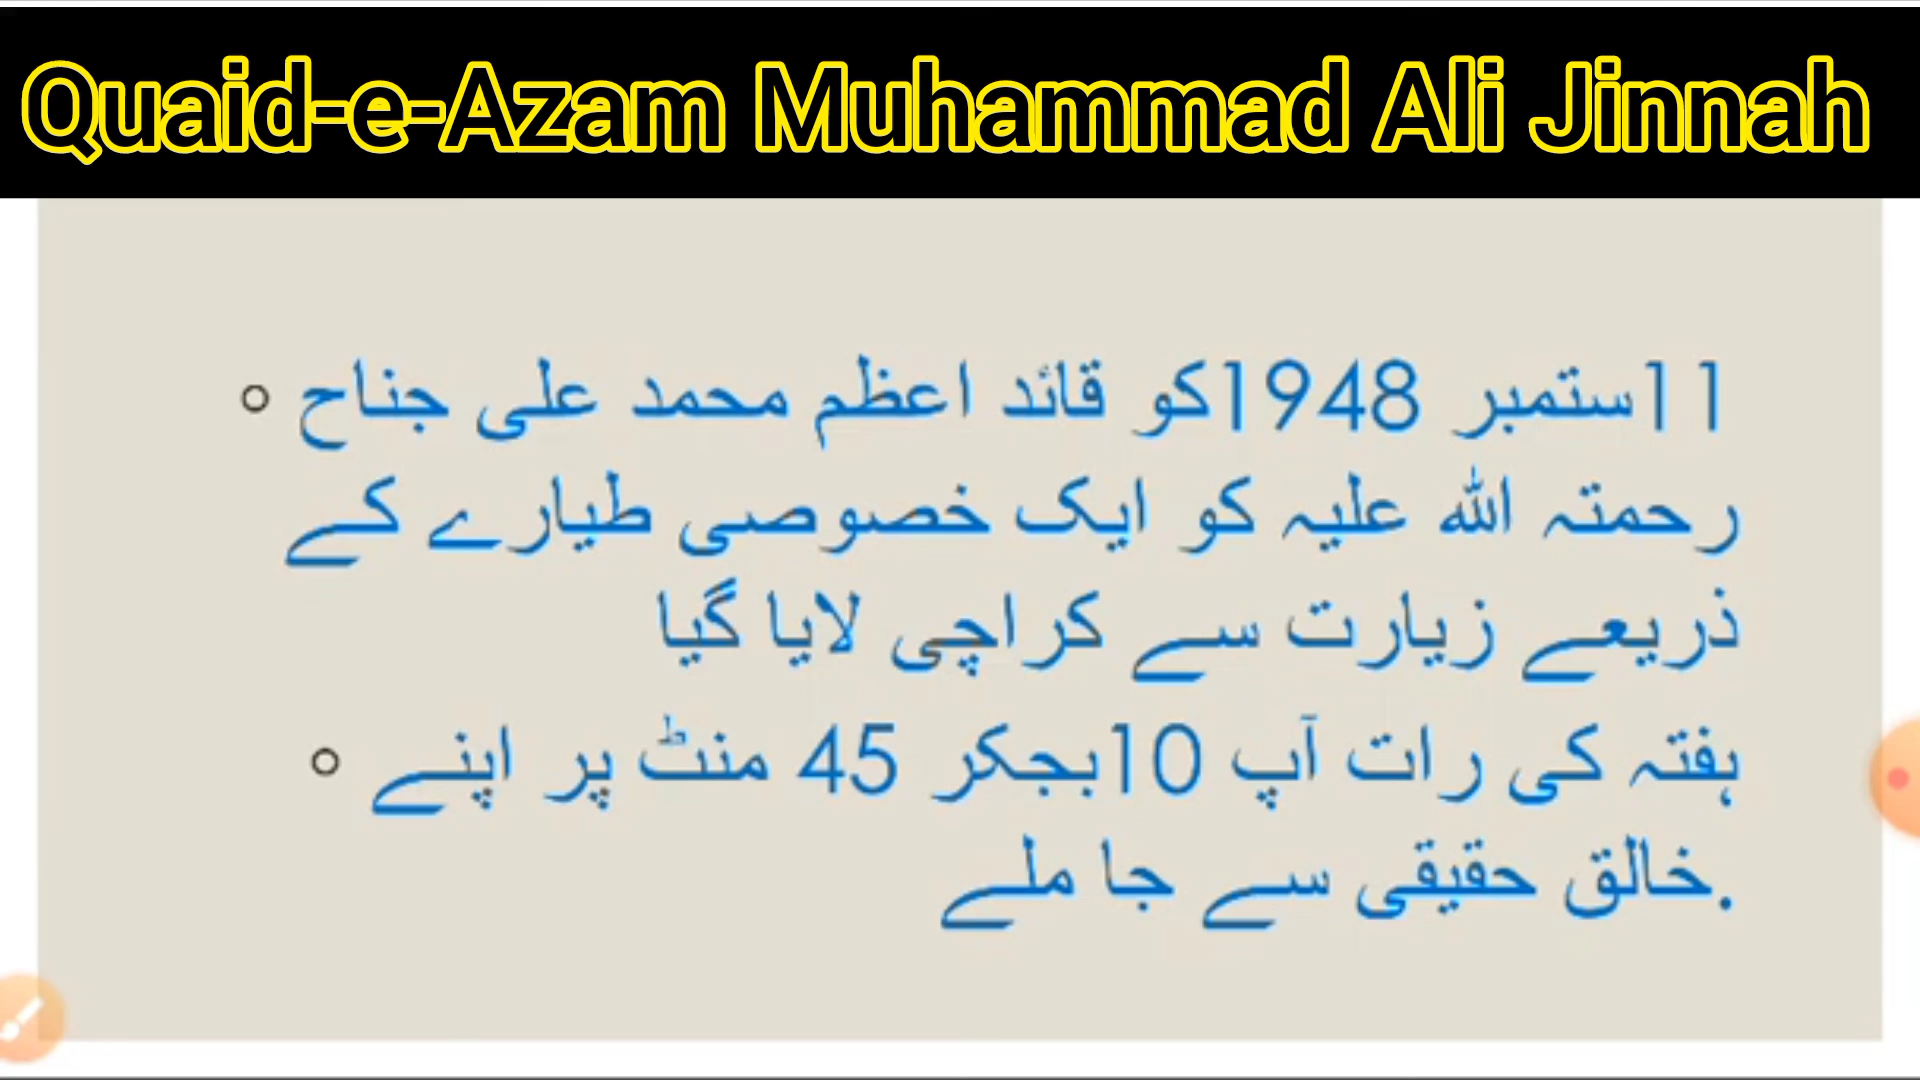 Quaid-e-Azam Muhammad Ali Jinnah
11ستمبر 1948کو قائد اعظم محمد علی جناح
رحمتہ اللہ علیہ کو ایک خصوصی طیارے کے
ذریعے زیارت سے کراچی لایا گیا
ہفتہ کی رات آپ 10بجکر 45 منٹ پر اپنے
خالق حقیقی سے جا ملے.